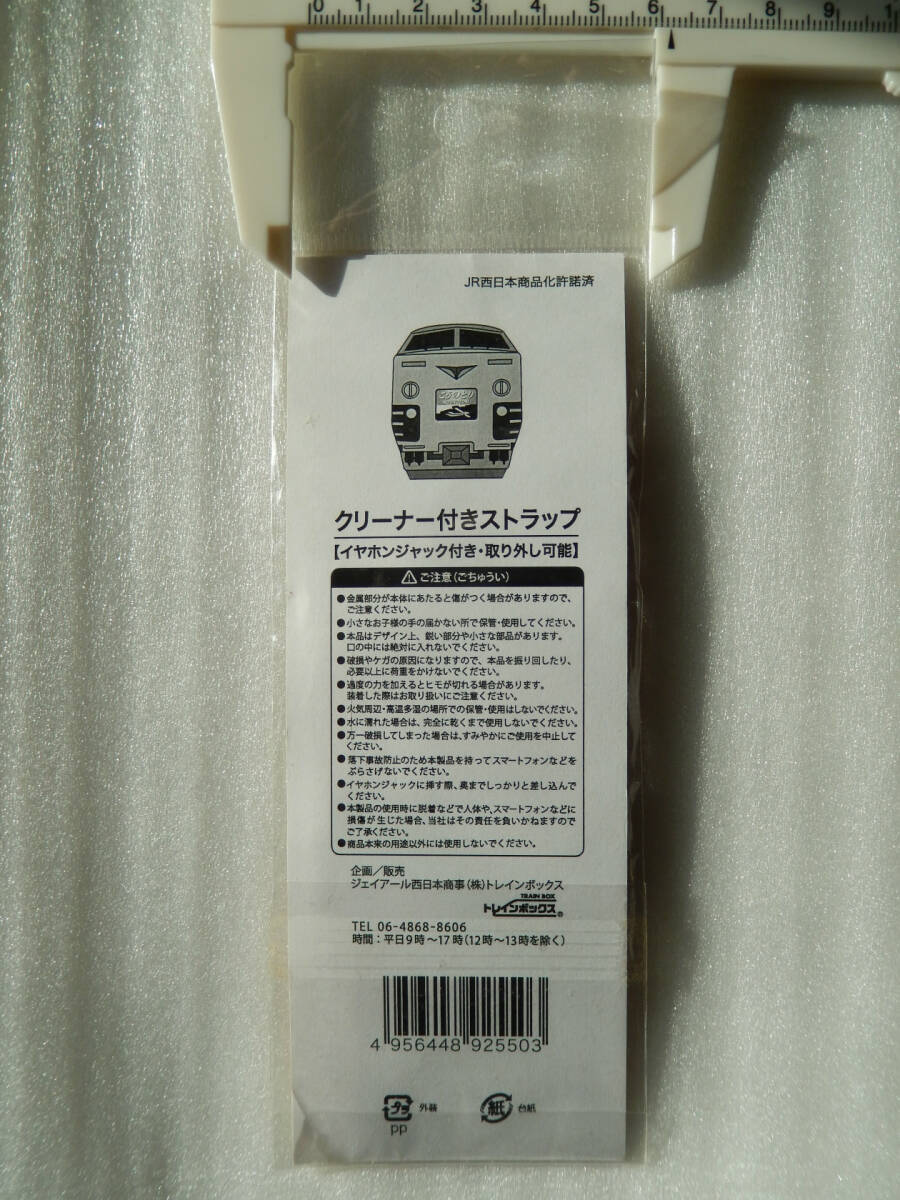 0 1 2 3 4 5 6 7 8 9 1
JR西日本商品化許諾済
こうのとり
クリーナー付きストラップ
【イヤホンジャック付き・取り外し可能】
⚠ご注意(ごちゅうい)
●金属部分が本体にあたると傷がつく場合がありますので、
ご注意ください。
●小さなお子様の手の届かない所で保管・使用してください。
●本品はデザイン上、鋭い部分や小さな部品があります。
口の中には絶対に入れないでください。
●破損やケガの原因になりますので、本品を振り回したり、
必要以上に荷重をかけないでください。
●過度の力を加えるとヒモが切れる場合があります。
装着した際はお取り扱いにご注意ください。
●火気周辺・高温多湿の場所での保管・使用はしないでください。
●水に濡れた場合は、完全に乾くまで使用しないでください。
●万一破損してしまった場合は、すみやかにご使用を中止して
ください。
●落下事故防止のため本製品を持ってスマートフォンなどを
ぶらさげないでください。
●イヤホンジャックに挿す際、奥までしっかりと差し込んで
ください。
●本製品の使用時に脱着などで人体や、スマートフォンなどに
損傷が生じた場合、当社はその責任を負いかねますので
ご了承ください。
●商品本来の用途以外には使用しないでください。
企画/販売
ジェイアール西日本商事(株)トレインボックス
TRAIN BOX
トレインボックス®
TEL 06-4868-8606
時間:平日9時~17時(12時~13時を除く)
4 956448 925503
プラ 外装
PP
紙 台紙